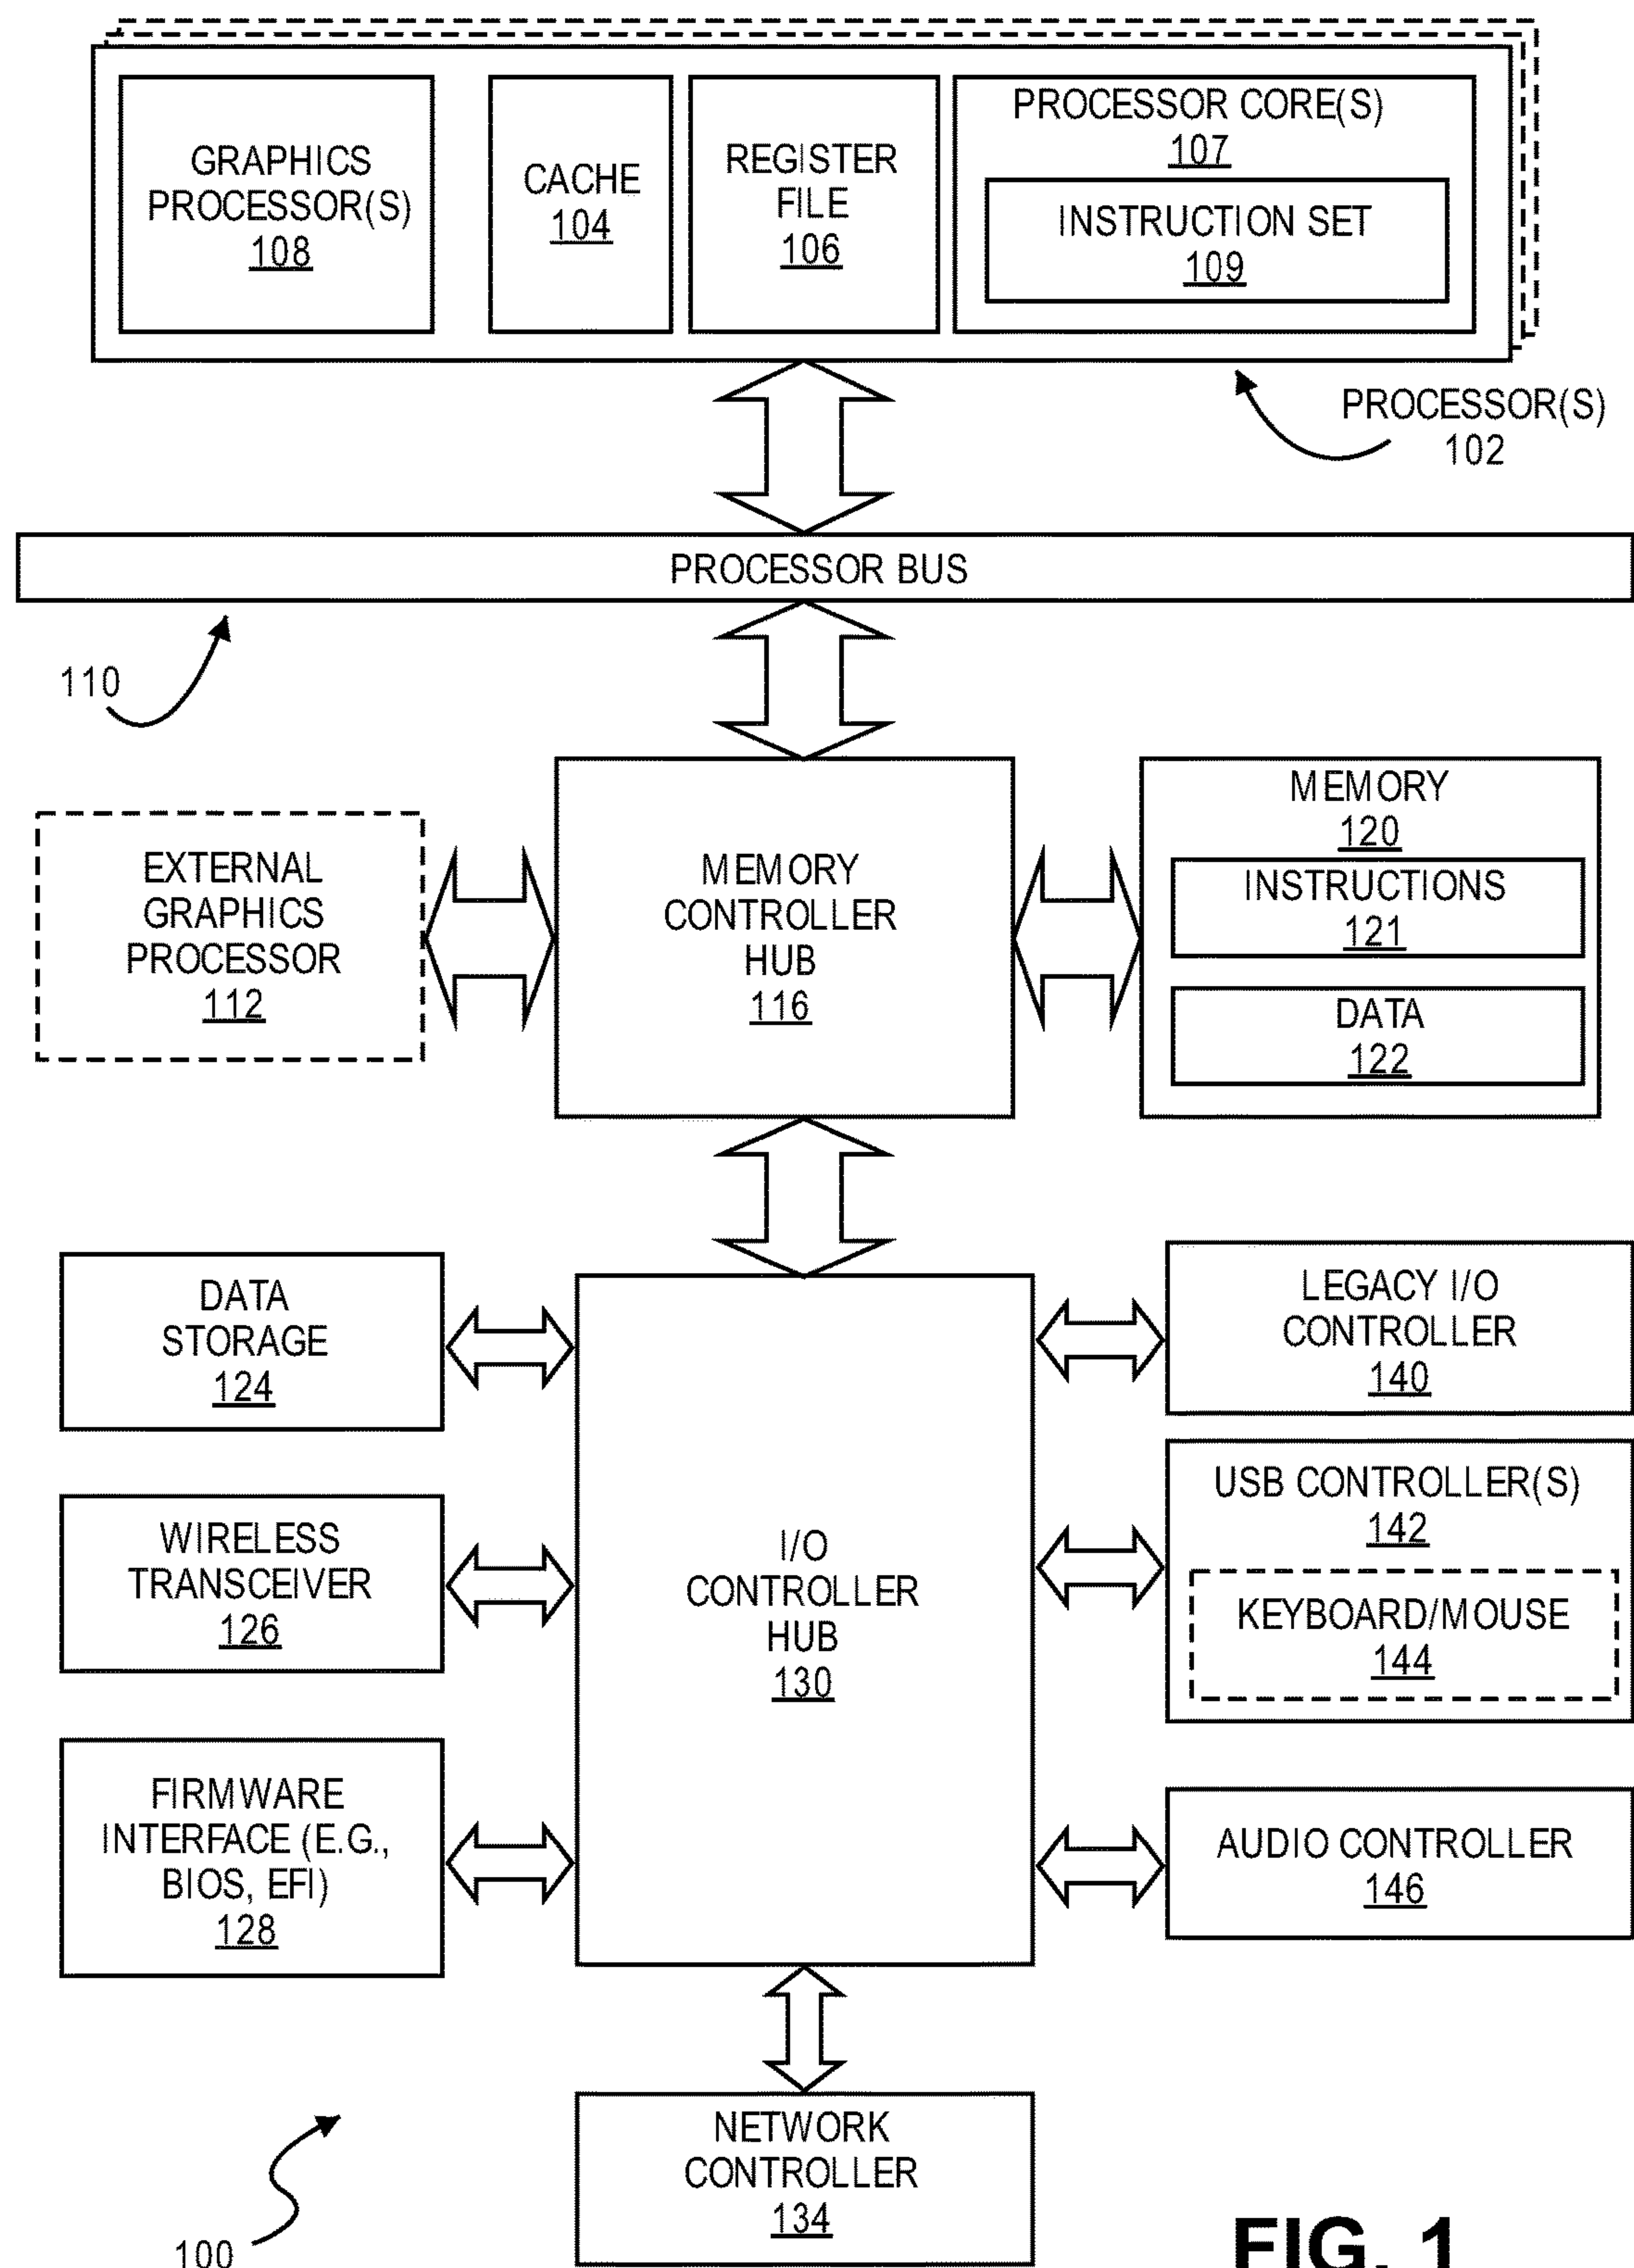 GRAPHICS
PROCESSOR(S)
108
CACHE
104
REGISTER
FILE
106
PROCESSOR CORE(S)
107
INSTRUCTION SET
109
PROCESSOR(S)
102
PROCESSOR BUS
110
EXTERNAL
GRAPHICS
PROCESSOR
112
MEMORY
CONTROLLER
HUB
116
MEMORY
120
INSTRUCTIONS
121
DATA
122
DATA
STORAGE
124
WIRELESS
TRANSCEIVER
126
FIRMWARE
INTERFACE (E.G.,
BIOS, EFI)
128
I/O
CONTROLLER
HUB
130
LEGACY I/O
CONTROLLER
140
USB CONTROLLER(S)
142
KEYBOARD/MOUSE
144
AUDIO CONTROLLER
146
NETWORK
CONTROLLER
134
100
FIG. 1